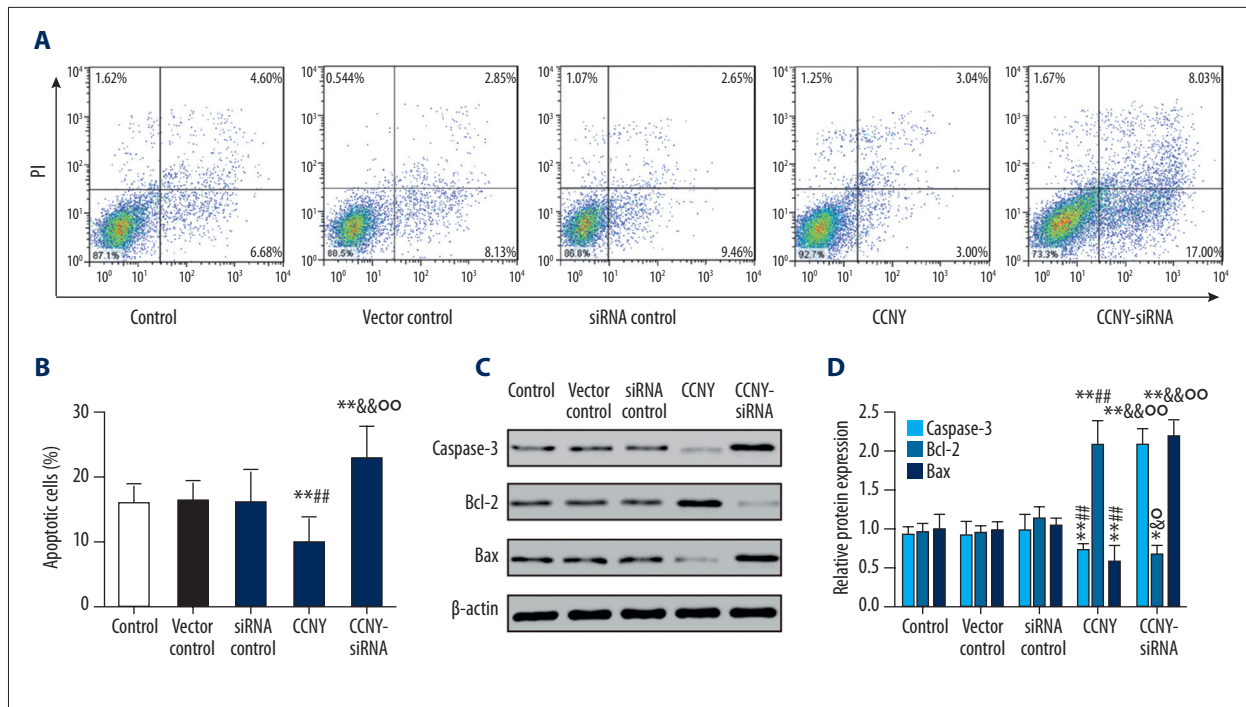 A
PI
10⁴
10³
10²
10¹
10⁰
1.62% 4.60%
87.1% 6.68%
10⁰ 10¹ 10² 10³ 10⁴
Control
10⁴
10³
10²
10¹
10⁰
0.544% 2.85%
8.13%
10⁰ 10¹ 10² 10³ 10⁴
Vector control
10⁴
10³
10²
10¹
10⁰
1.07% 2.65%
9.46%
10⁰ 10¹ 10² 10³ 10⁴
siRNA control
10⁴
10³
10²
10¹
10⁰
1.25% 3.04%
92.7% 3.00%
10⁰ 10¹ 10² 10³ 10⁴
CCNY
10⁴
10³
10²
10¹
10⁰
1.67% 8.03%
73.3% 17.00%
10⁰ 10¹ 10² 10³ 10⁴
CCNY-siRNA
B
Apoptotic cells (%)
30
20
10
0
**##
**&&OO
Control Vector siRNA CCNY CCNY-
control control siRNA
C
Control Vector siRNA CCNY CCNY-
control control siRNA
Caspase-3
Bcl-2
Bax
β-actin
D
Relative protein expression
2.5
2.0
1.5
1.0
0.5
0.0
Caspase-3
Bcl-2
Bax
**## **&&OO
**&&OO
**## **## *&O
Control Vector siRNA CCNY CCNY-
control control siRNA